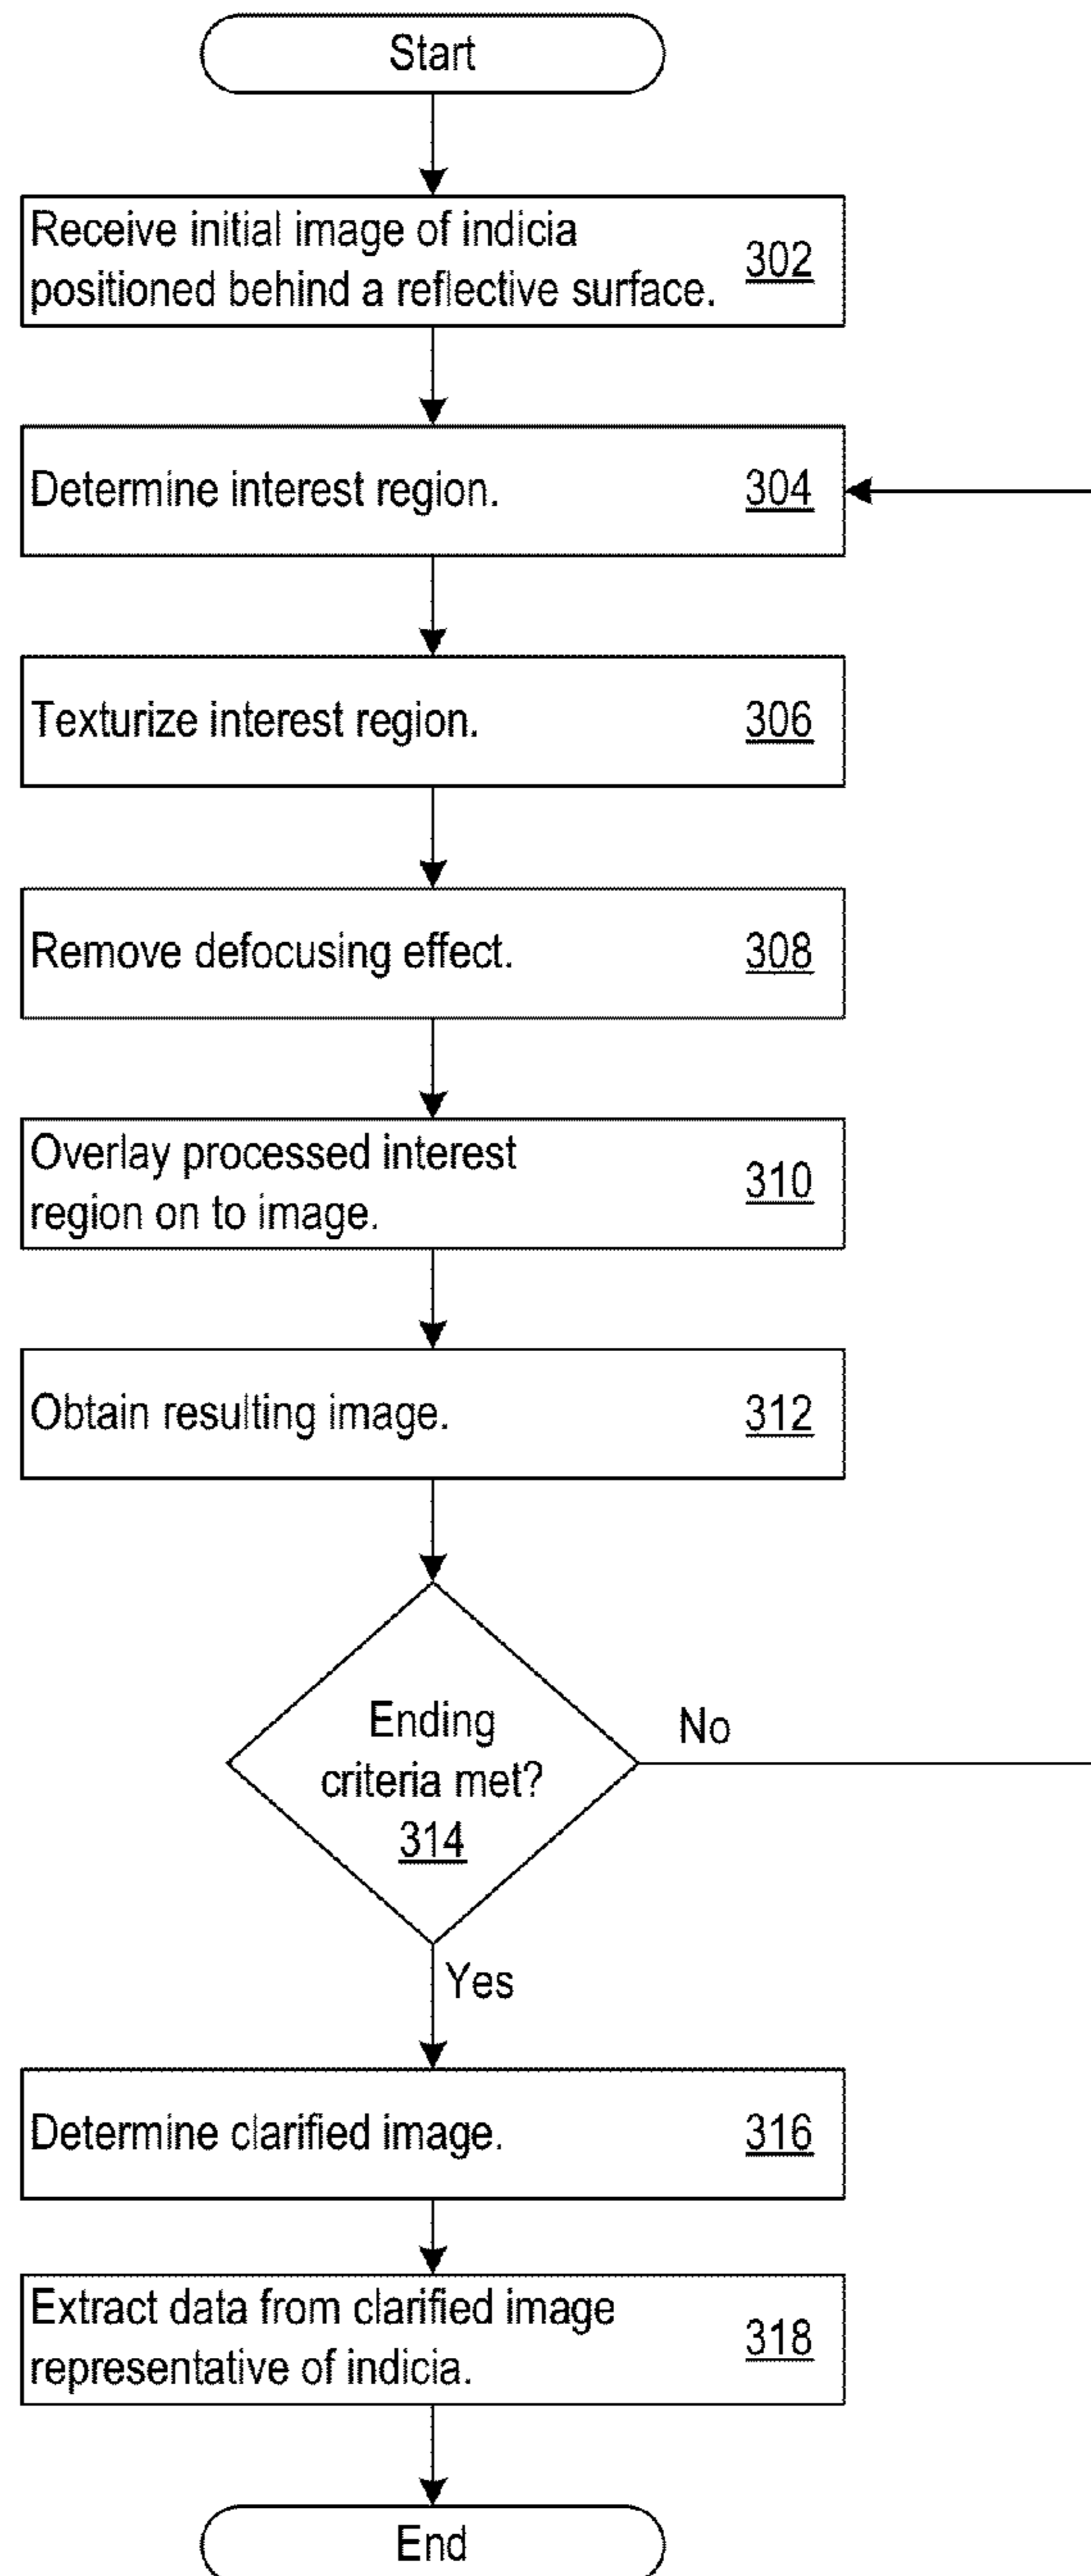 Start
Receive initial image of indicia
positioned behind a reflective surface.
302
Determine interest region.
304
Texturize interest region.
306
Remove defocusing effect.
308
Overlay processed interest
region on to image.
310
Obtain resulting image.
312
Ending
criteria met?
314
No
Yes
Determine clarified image.
316
Extract data from clarified image
representative of indicia.
318
End